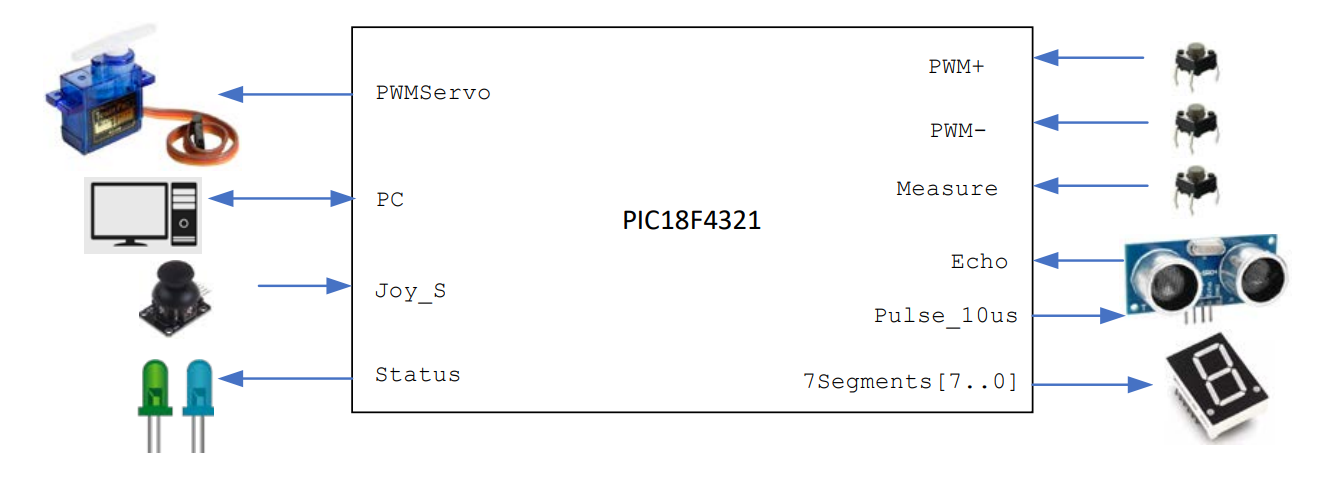 PWMServo
PC
Joy_S
Status
PIC18F4321
PWM+
PWM-
Measure
Echo
Pulse_10us
7Segments[7..0]